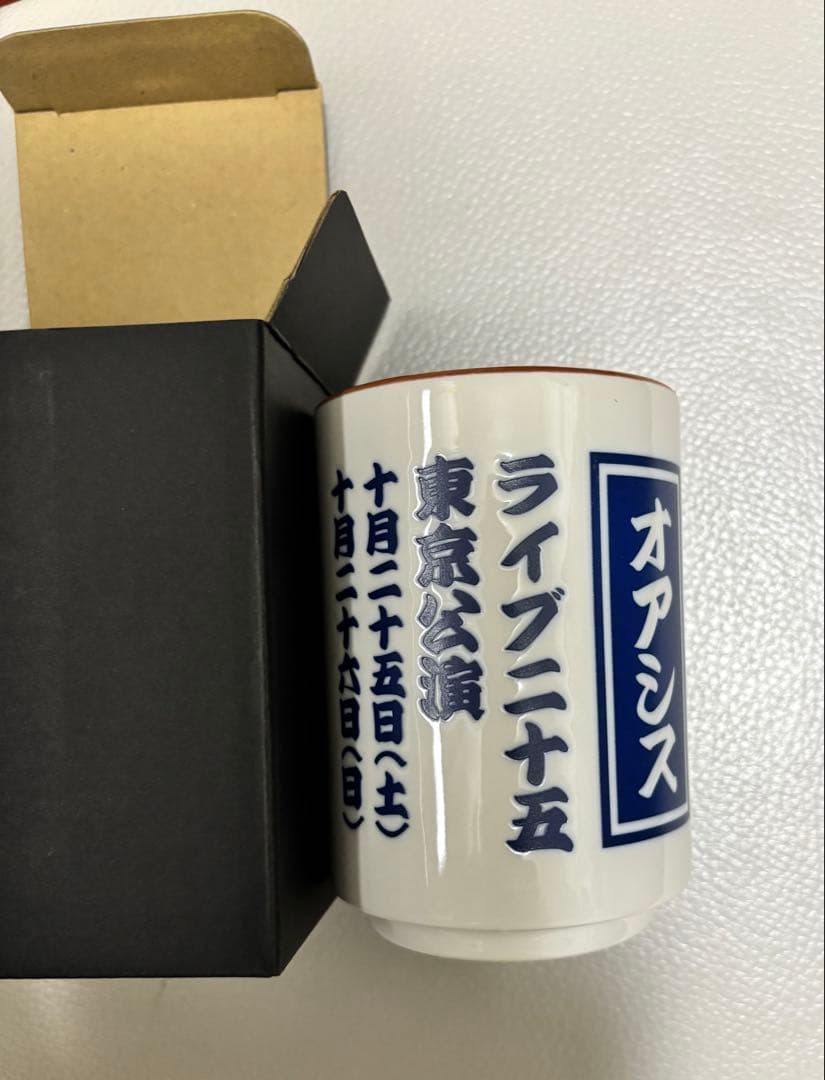 オアシス
ライブ二十五
東京公演
十月二十五日(土)
十月二十六日(日)